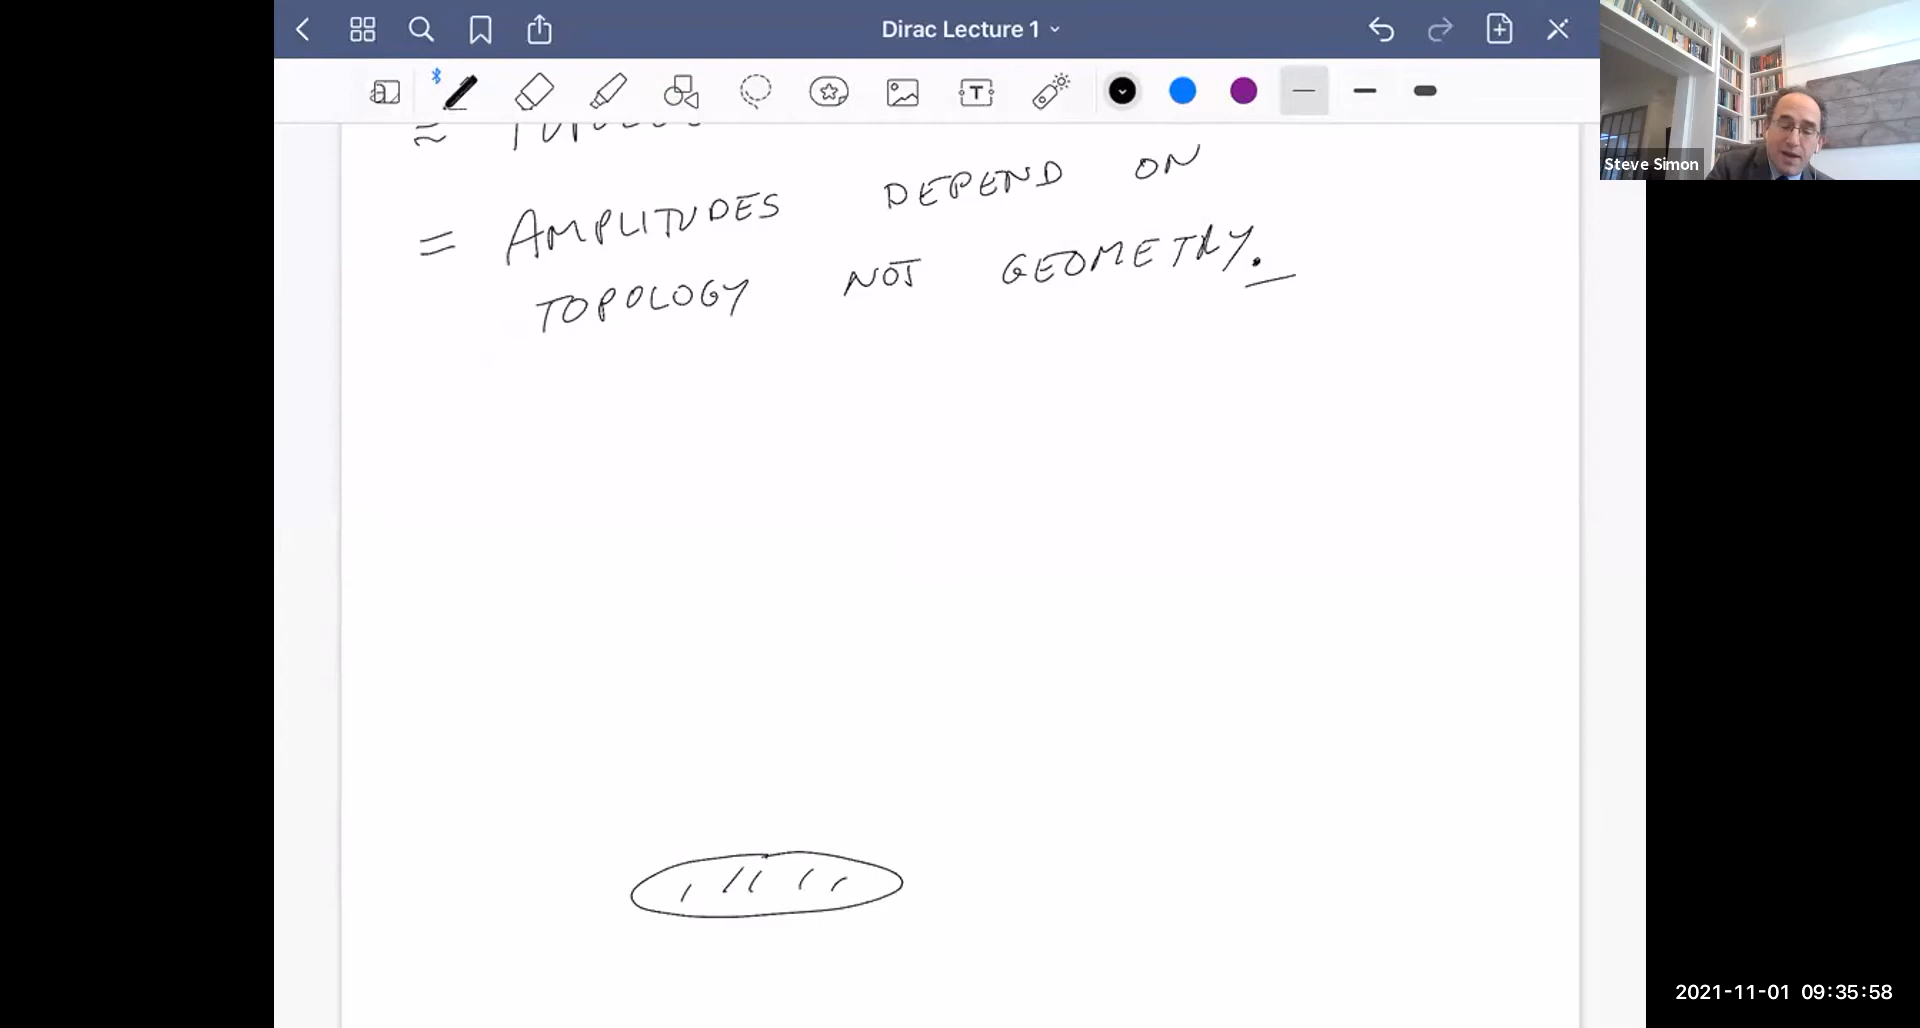 Dirac Lecture 1
T
Steve Simon
= AMPLITUDES DEPEND ON
TOPOLOGY NOT GEOMETRY.
2021-11-01 09:35:58